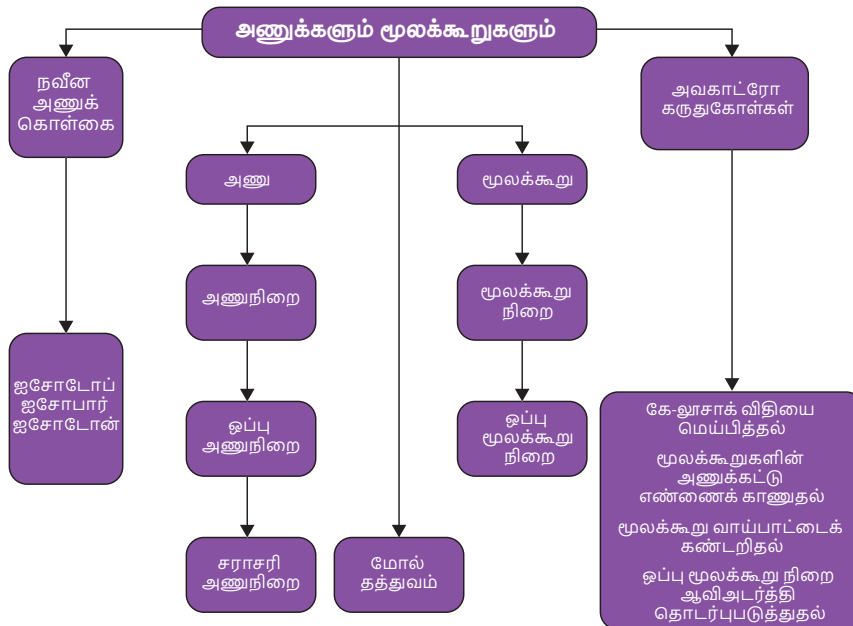 அணுக்களும் மூலக்கூறுகளும்
நவீன
அணுக்
கொள்கை
ஐசோடோப்
ஐசோபார்
ஐசோடோன்
அணு
அணுநிறை
ஒப்பு
அணுநிறை
சராசரி
அணுநிறை
மோல்
தத்துவம்
மூலக்கூறு
மூலக்கூறு
நிறை
ஒப்பு
மூலக்கூறு
நிறை
அவகாட்ரோ
கருதுகோள்கள்
கே-லூசாக் விதியை
மெய்பித்தல்
மூலக்கூறுகளின்
அணுக்கட்டு
எண்ணைக் காணுதல்
மூலக்கூறு வாய்பாட்டைக்
கண்டறிதல்
ஒப்பு மூலக்கூறு நிறை
ஆவிஅடர்த்தி
தொடர்புபடுத்துதல்